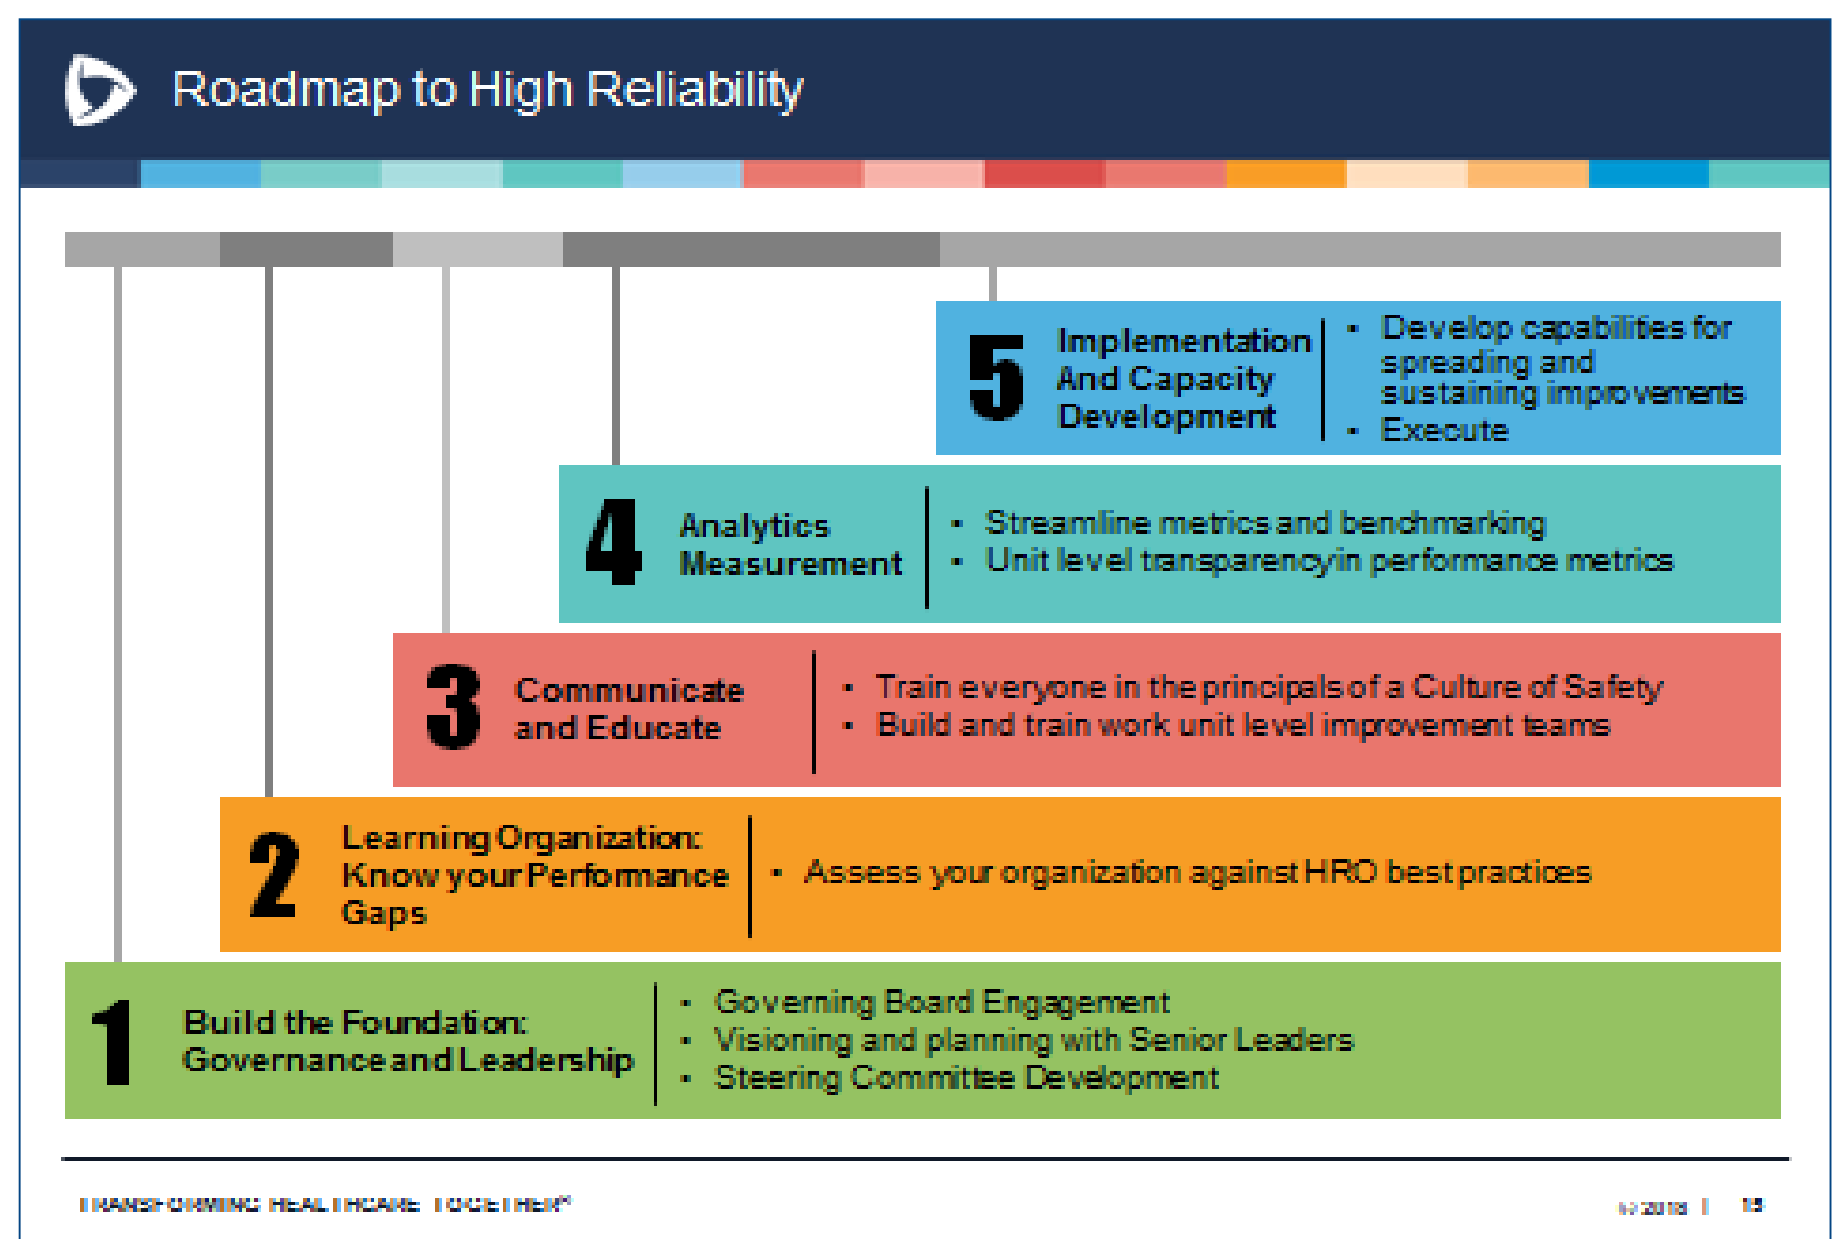 Roadmap to High Reliability
5
Implementation
And Capacity
Development
▪ Develop capabilities for
spreading and
sustaining improvements
▪ Execute
4
Analytics
Measurement
▪ Streamline metrics and benchmarking
▪ Unit level transparency in performance metrics
3
Communicate
and Educate
▪ Train everyone in the principals of a Culture of Safety
▪ Build and train work unit level improvement teams
2
Learning Organization:
Know your Performance
Gaps
▪ Assess your organization against HRO best practices
1
Build the Foundation:
Governance and Leadership
▪ Governing Board Engagement
▪ Visioning and planning with Senior Leaders
▪ Steering Committee Development
TRANSFORMING HEALTHCARE TOGETHER®
© 2018 |